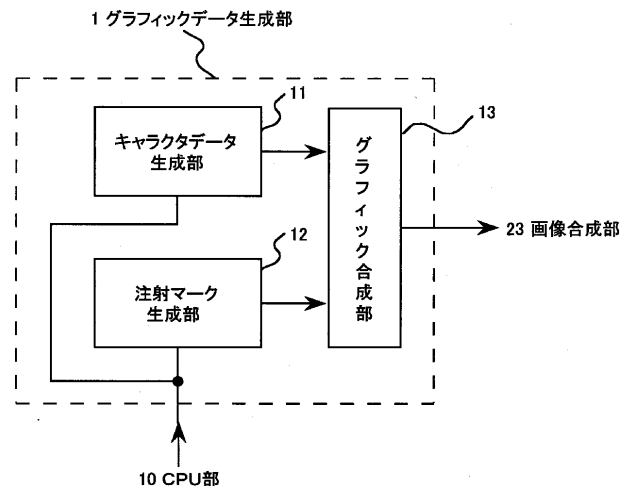 1 グラフィックデータ生成部
11
キャラクタデータ
生成部
13
グラフィック合成部
12
注射マーク
生成部
23 画像合成部
10 CPU部